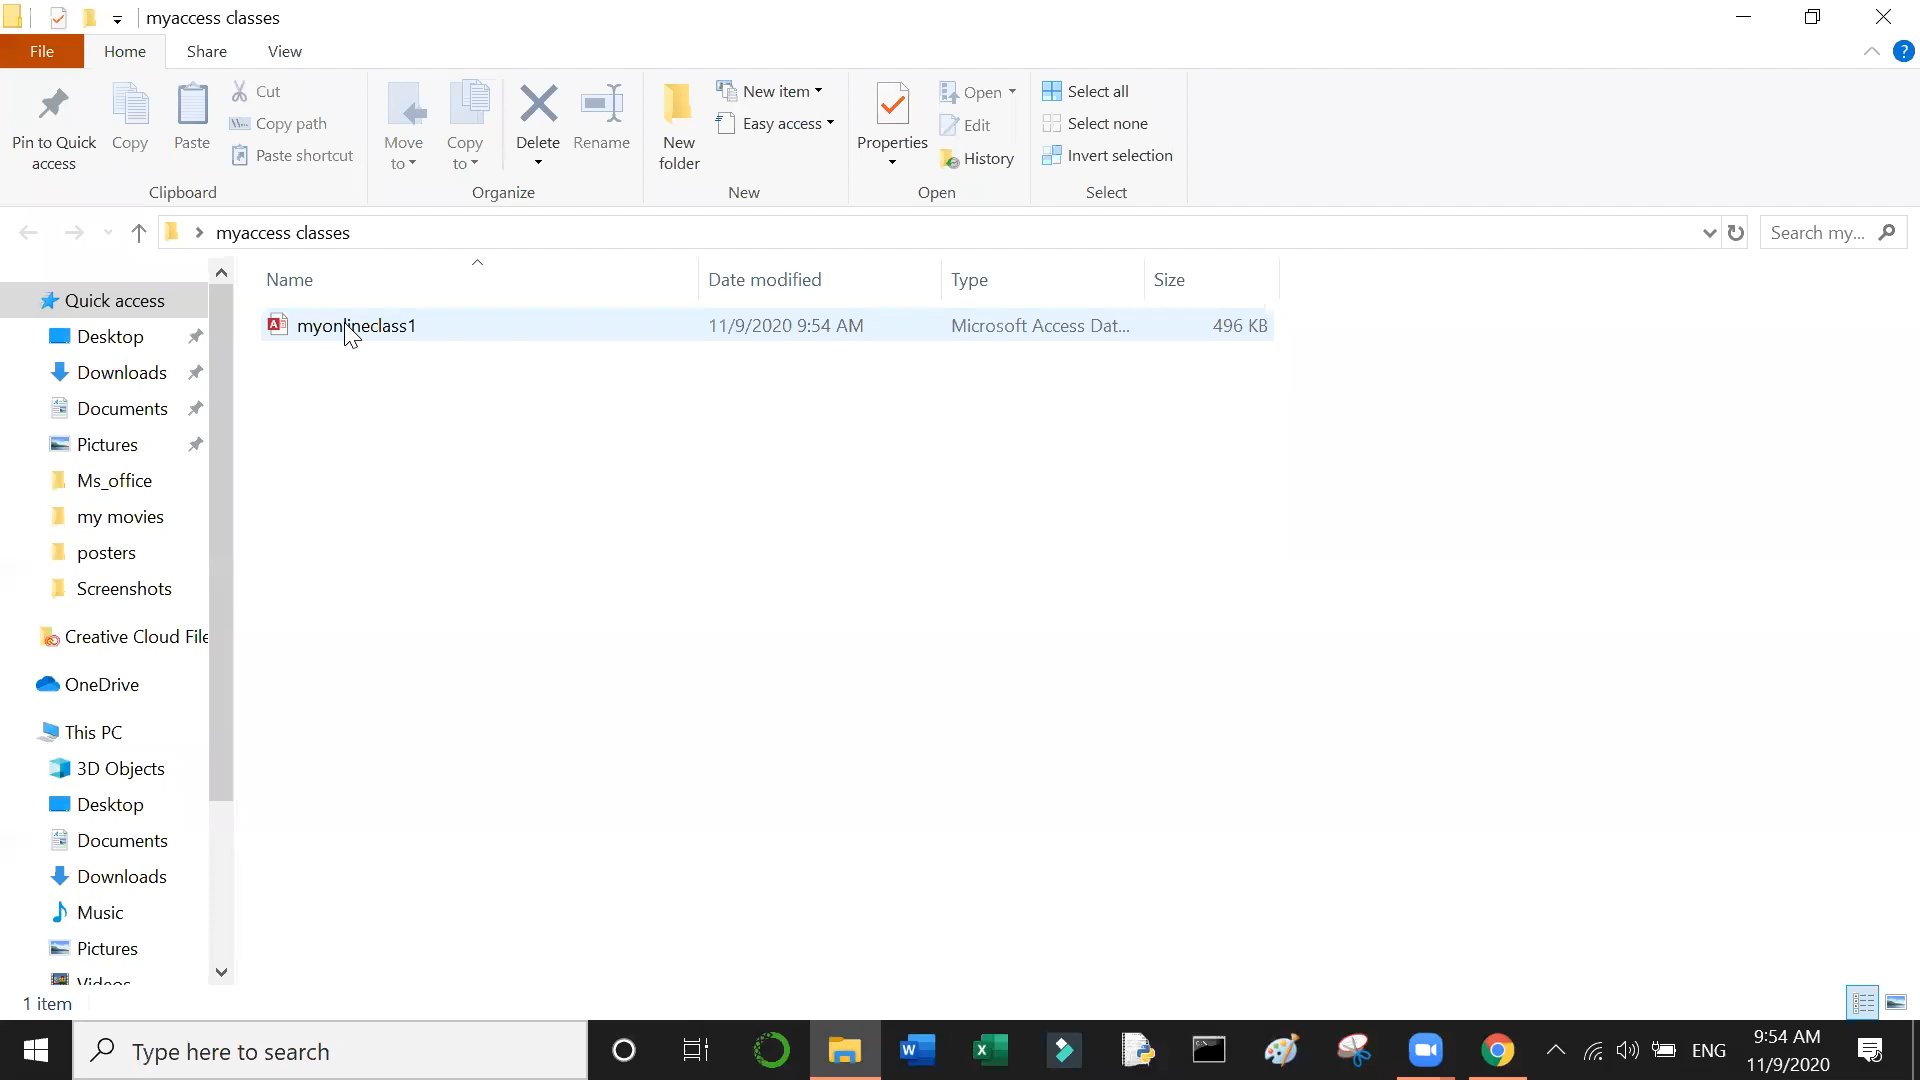 myaccess classes
File Home Share View
Pin to Quick access
Copy
Paste
Cut
Copy path
Paste shortcut
Clipboard
Move to
Copy to
Delete
Rename
Organize
New folder
New item
Easy access
New
Properties
Open
Edit
History
Open
Select all
Select none
Invert selection
Select
myaccess classes
Search my...
Name Date modified Type Size
myonlineclass1 11/9/2020 9:54 AM Microsoft Access Dat... 496 KB
Quick access
Desktop
Downloads
Documents
Pictures
Ms_office
my movies
posters
Screenshots
Creative Cloud File
OneDrive
This PC
3D Objects
Desktop
Documents
Downloads
Music
Pictures
Videos
1 item
Type here to search
ENG
9:54 AM
11/9/2020